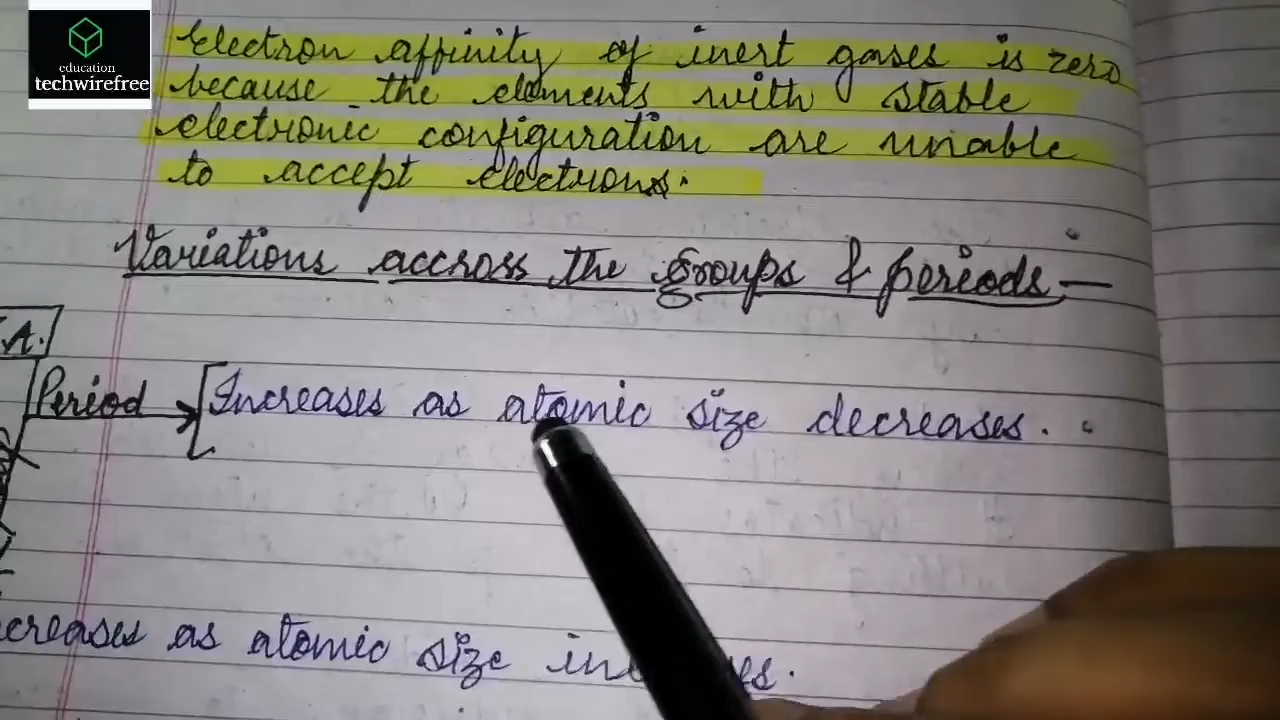 education
techwirefree
Electron affinity of inert gases is zero
because the elements with stable
electronic configuration are unable
to accept electrons.
Variations accross the groups & periods —
A.
Period → Increases as atomic size decreases.
creases as atomic size